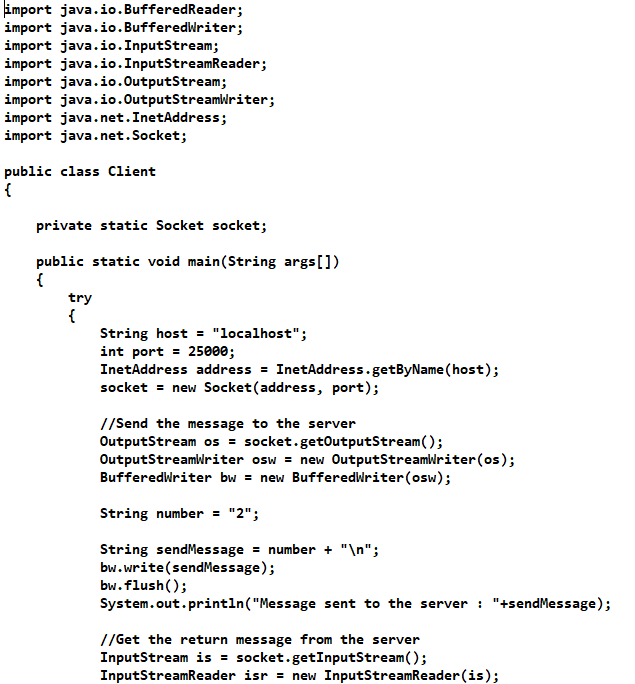 import java.io.BufferedReader;
import java.io.BufferedWriter;
import java.io.InputStream;
import java.io.InputStreamReader;
import java.io.OutputStream;
import java.io.OutputStreamWriter;
import java.net.InetAddress;
import java.net.Socket;

public class Client
{

    private static Socket socket;

    public static void main(String args[])
    {
        try
        {
            String host = "localhost";
            int port = 25000;
            InetAddress address = InetAddress.getByName(host);
            socket = new Socket(address, port);

            //Send the message to the server
            OutputStream os = socket.getOutputStream();
            OutputStreamWriter osw = new OutputStreamWriter(os);
            BufferedWriter bw = new BufferedWriter(osw);

            String number = "2";

            String sendMessage = number + "\n";
            bw.write(sendMessage);
            bw.flush();
            System.out.println("Message sent to the server : "+sendMessage);

            //Get the return message from the server
            InputStream is = socket.getInputStream();
            InputStreamReader isr = new InputStreamReader(is);